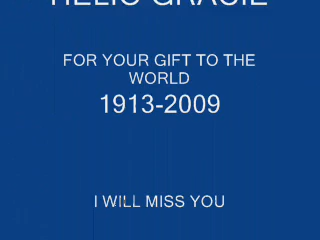 HELIO GRACIE
FOR YOUR GIFT TO THE
WORLD
1913-2009
I WILL MISS YOU